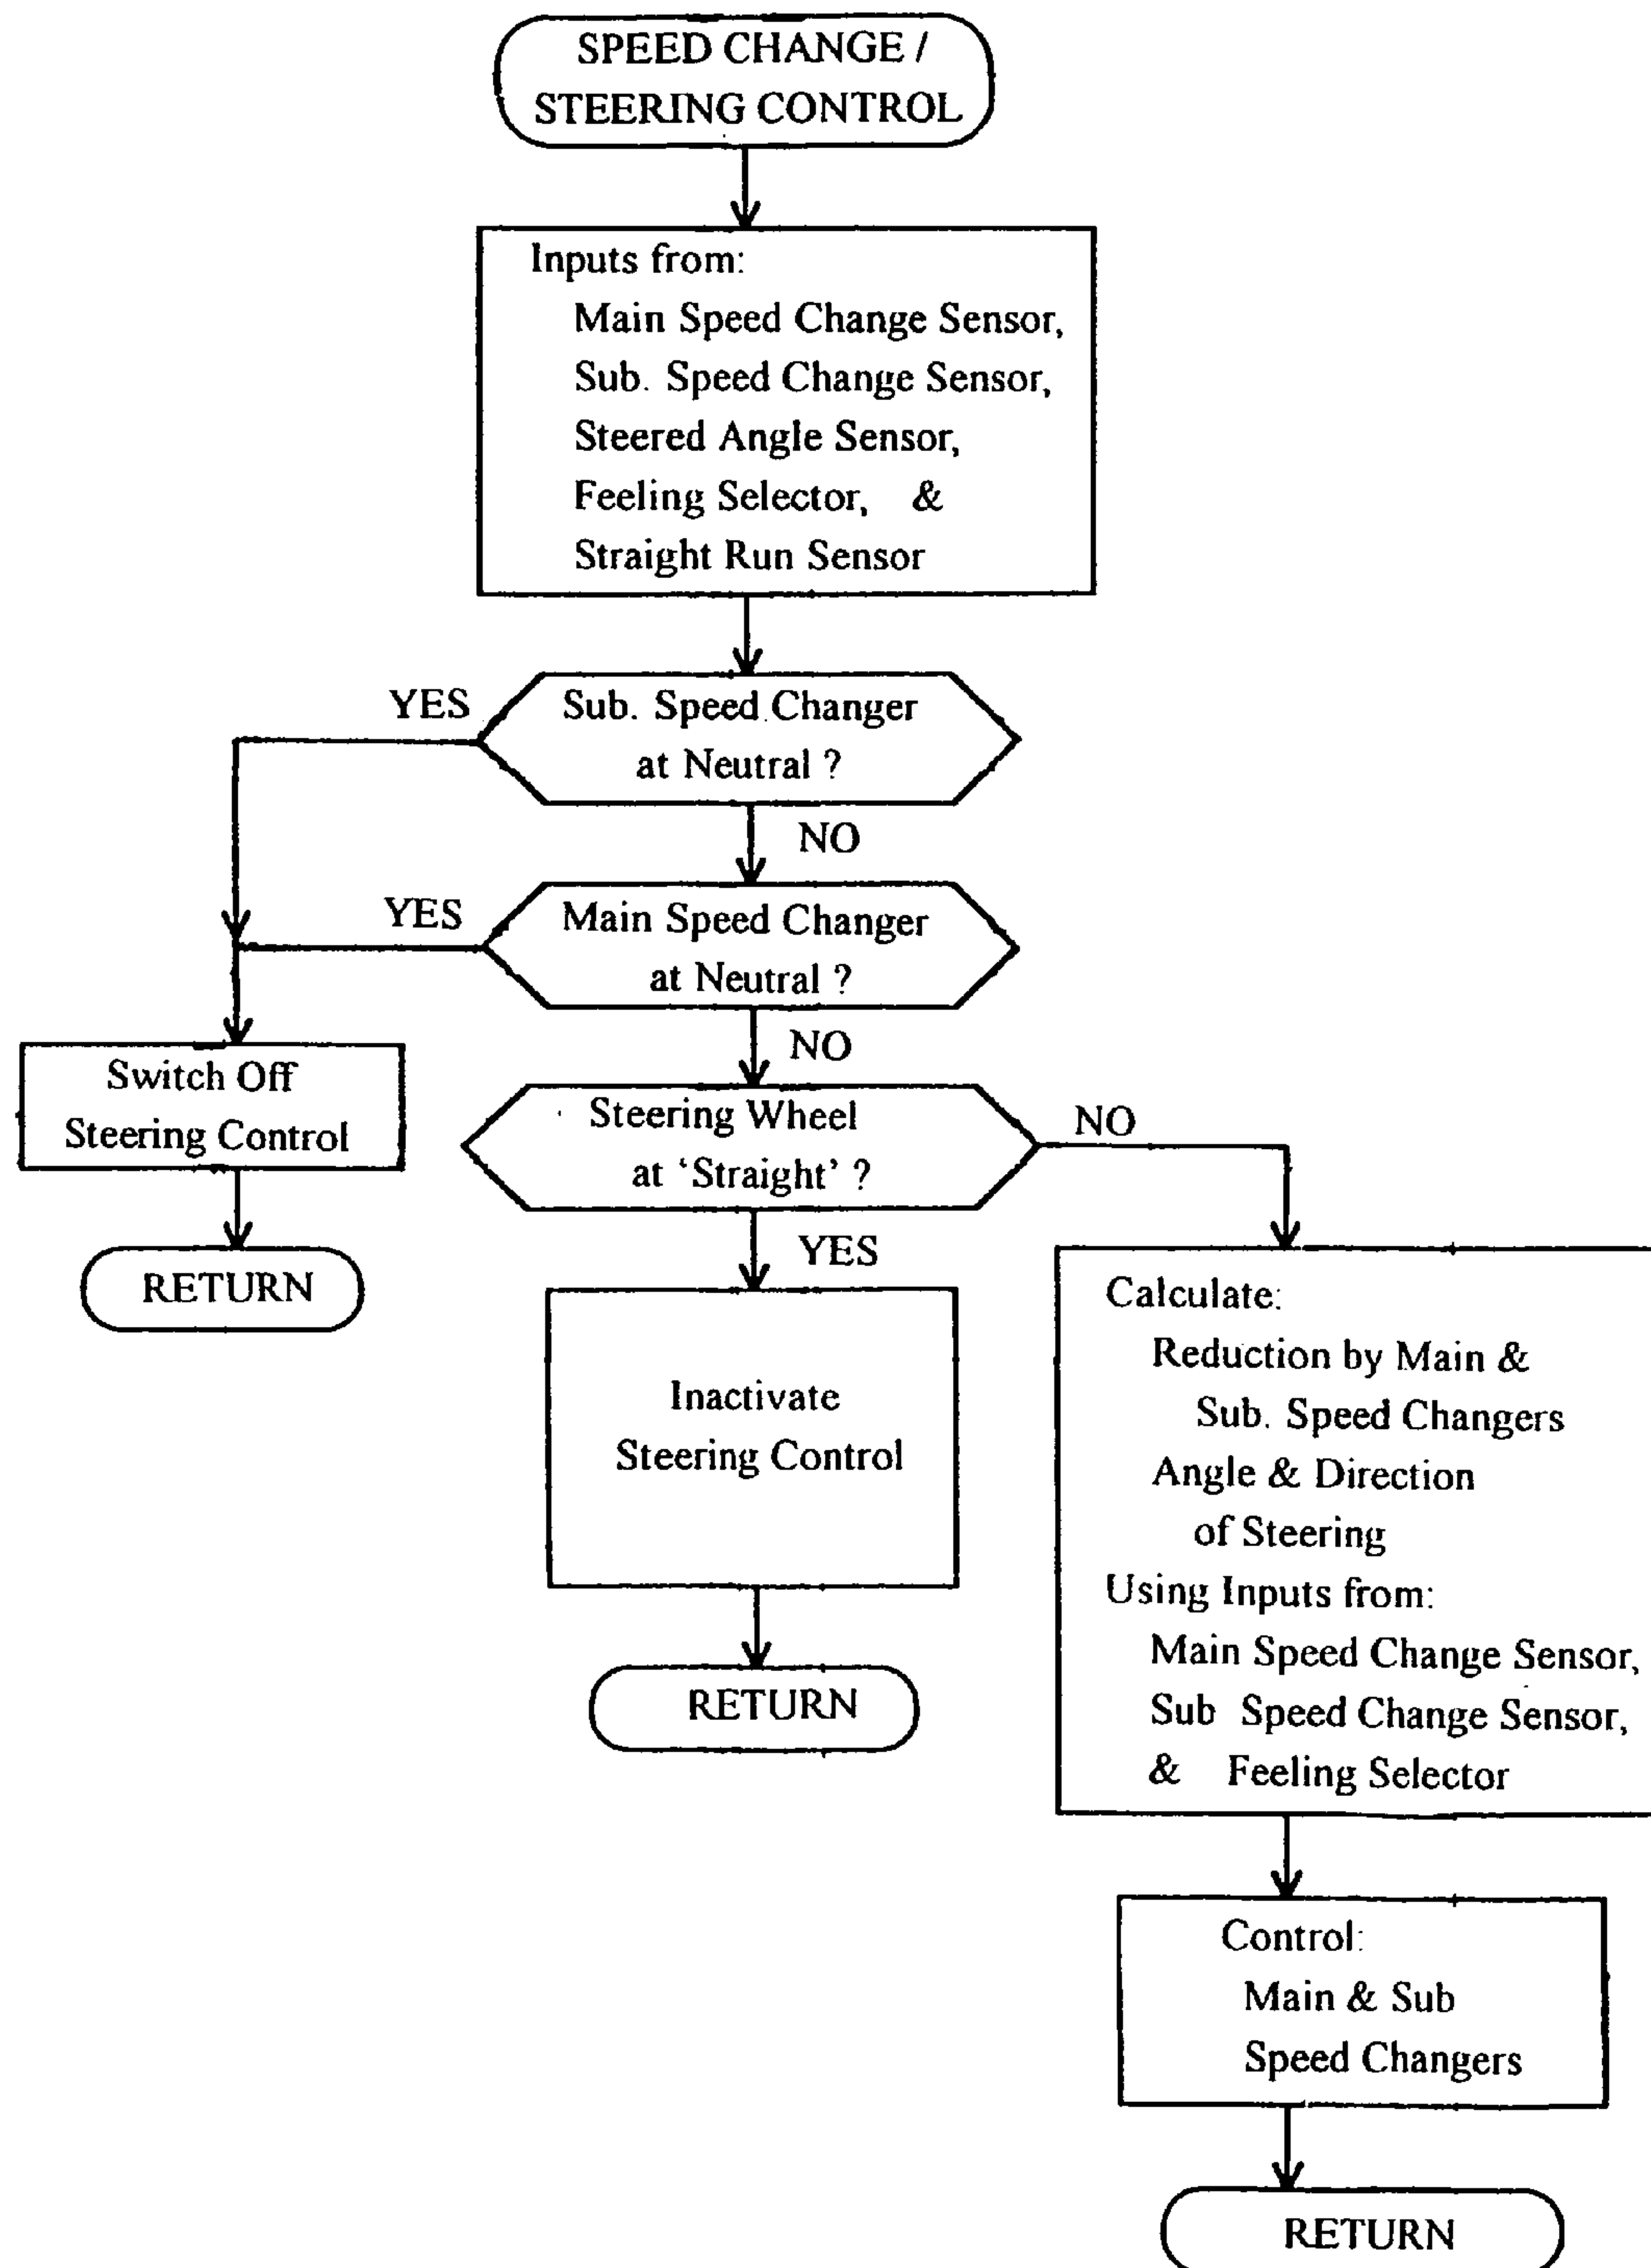 SPEED CHANGE /
STEERING CONTROL
Inputs from:
Main Speed Change Sensor,
Sub. Speed Change Sensor,
Steered Angle Sensor,
Feeling Selector, &
Straight Run Sensor
YES
Sub. Speed Changer
at Neutral ?
NO
YES
Main Speed Changer
at Neutral ?
NO
Switch Off
Steering Control
RETURN
Steering Wheel
at ‘Straight’ ?
NO
YES
Inactivate
Steering Control
RETURN
Calculate:
Reduction by Main &
Sub. Speed Changers
Angle & Direction
of Steering
Using Inputs from:
Main Speed Change Sensor,
Sub Speed Change Sensor,
& Feeling Selector
Control:
Main & Sub
Speed Changers
RETURN